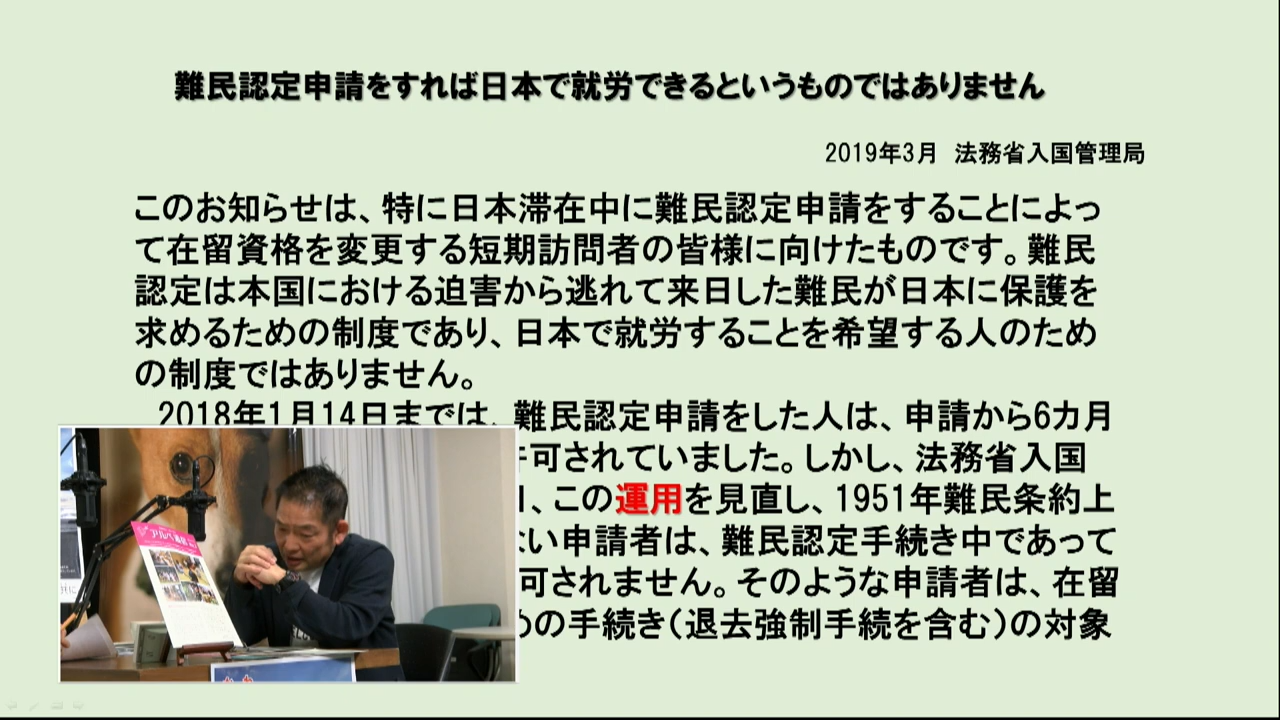 難民認定申請をすれば日本で就労できるというものではありません
2019年3月　法務省入国管理局
このお知らせは、特に日本滞在中に難民認定申請をすることによっ
て在留資格を変更する短期訪問者の皆様に向けたものです。難民
認定は本国における迫害から逃れて来日した難民が日本に保護を
求めるための制度であり、日本で就労することを希望する人のため
の制度ではありません。
2018年1月14日までは、難民認定申請をした人は、申請から6カ月
可されていました。しかし、法務省入国
、この運用を見直し、1951年難民条約上
ない申請者は、難民認定手続き中であって
可されません。そのような申請者は、在留
めの手続き（退去強制手続を含む）の対象
アルペ通信